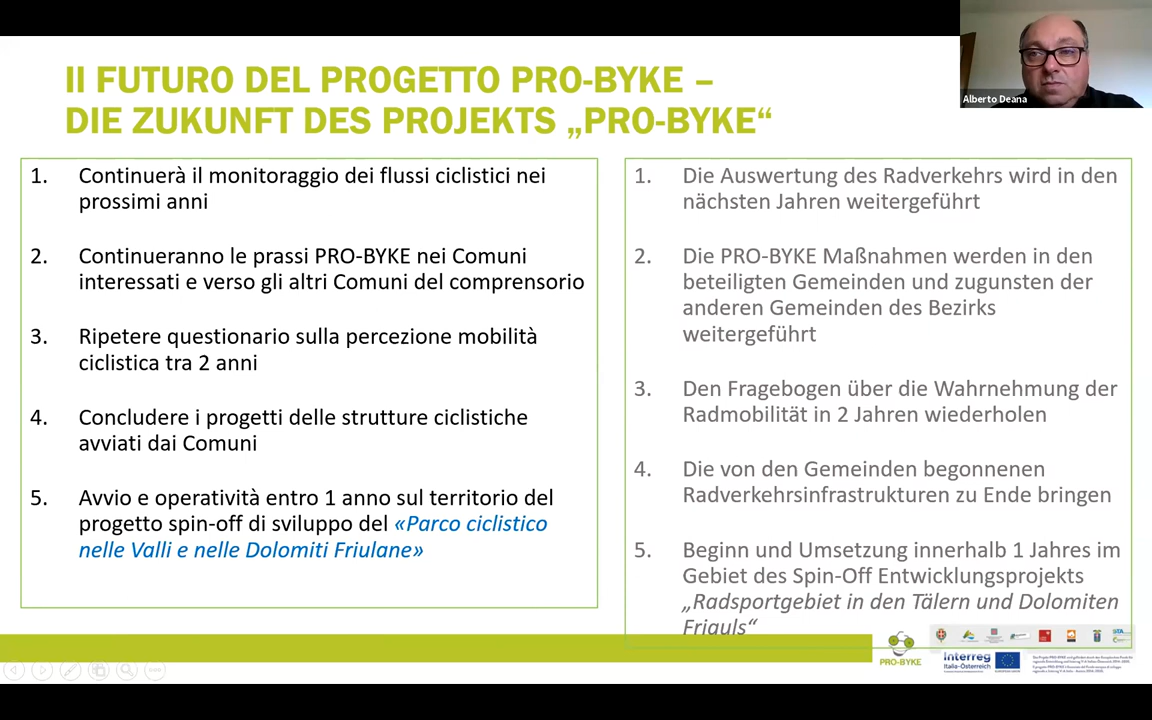 Il FUTURO DEL PROGETTO PRO-BYKE –
DIE ZUKUNFT DES PROJEKTS „PRO-BYKE“
Alberto Deana
1. Continuerà il monitoraggio dei flussi ciclistici nei
prossimi anni
2. Continueranno le prassi PRO-BYKE nei Comuni
interessati e verso gli altri Comuni del comprensorio
3. Ripetere questionario sulla percezione mobilità
ciclistica tra 2 anni
4. Concludere i progetti delle strutture ciclistiche
avviati dai Comuni
5. Avvio e operatività entro 1 anno sul territorio del
progetto spin-off di sviluppo del «Parco ciclistico
nelle Valli e nelle Dolomiti Friulane»
1. Die Auswertung des Radverkehrs wird in den
nächsten Jahren weitergeführt
2. Die PRO-BYKE Maßnahmen werden in den
beteiligten Gemeinden und zugunsten der
anderen Gemeinden des Bezirks
weitergeführt
3. Den Fragebogen über die Wahrnehmung der
Radmobilität in 2 Jahren wiederholen
4. Die von den Gemeinden begonnenen
Radverkehrsinfrastrukturen zu Ende bringen
5. Beginn und Umsetzung innerhalb 1 Jahres im
Gebiet des Spin-Off Entwicklungsprojekts
„Radsportgebiet in den Tälern und Dolomiten
Friauls“
PRO-BYKE
Interreg
Italia-Österreich